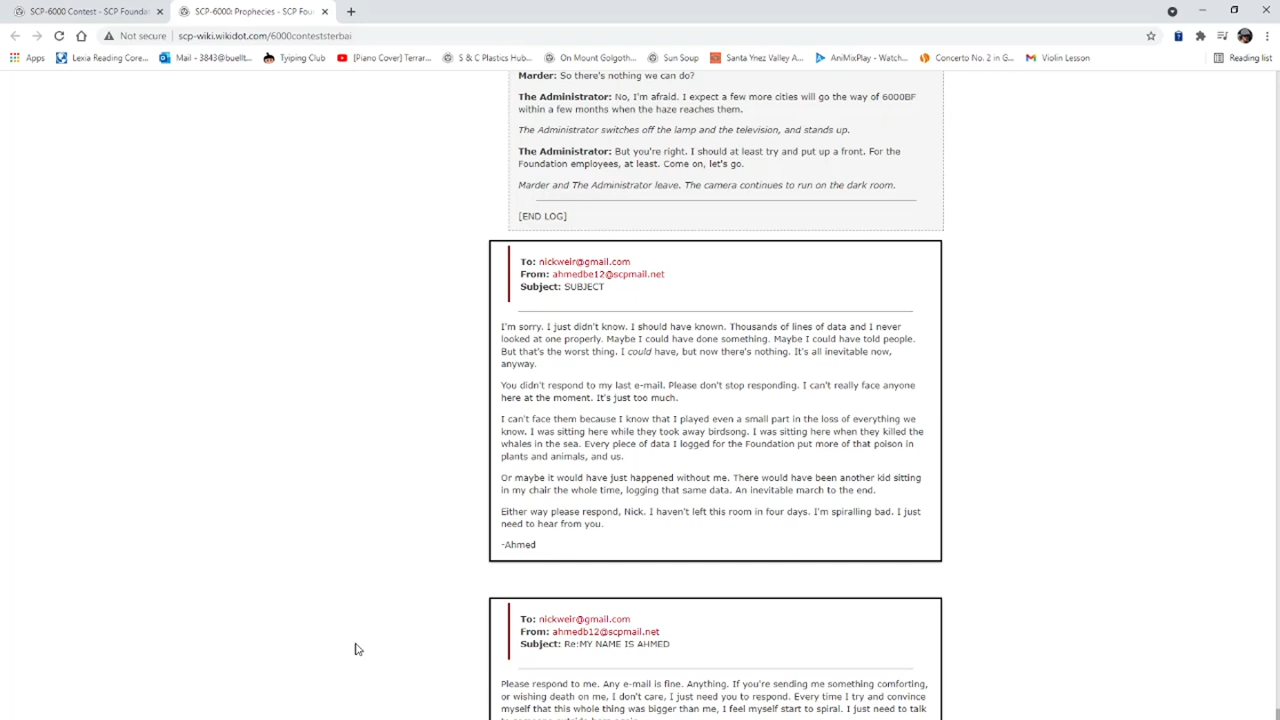 SCP-6000 Contest - SCP Foundat
SCP-6000: Prophecies - SCP Fou
Not secure
scp-wiki.wikidot.com/6000conteststerbai
Apps
Lexia Reading Core...
Mail - 3843@buellt...
Tyiping Club
[Piano Cover] Terrar...
S & C Plastics Hub...
On Mount Golgoth...
Sun Soup
Santa Ynez Valley A...
AniMixPlay - Watch...
Concerto No. 2 in G...
Violin Lesson
Reading list
Marder: So there's nothing we can do?
The Administrator: No, I'm afraid. I expect a few more cities will go the way of 6000BF
within a few months when the haze reaches them.
The Administrator switches off the lamp and the television, and stands up.
The Administrator: But you're right. I should at least try and put up a front. For the
Foundation employees, at least. Come on, let's go.
Marder and The Administrator leave. The camera continues to run on the dark room.
[END LOG]
To: nickweir@gmail.com
From: ahmedbe12@scpmail.net
Subject: SUBJECT
I'm sorry. I just didn't know. I should have known. Thousands of lines of data and I never
looked at one properly. Maybe I could have done something. Maybe I could have told people.
But that's the worst thing. I could have, but now there's nothing. It's all inevitable now,
anyway.
You didn't respond to my last e-mail. Please don't stop responding. I can't really face anyone
here at the moment. It's just too much.
I can't face them because I know that I played even a small part in the loss of everything we
know. I was sitting here while they took away birdsong. I was sitting here when they killed the
whales in the sea. Every piece of data I logged for the Foundation put more of that poison in
plants and animals, and us.
Or maybe it would have just happened without me. There would have been another kid sitting
in my chair the whole time, logging that same data. An inevitable march to the end.
Either way please respond, Nick. I haven't left this room in four days. I'm spiralling bad. I just
need to hear from you.
-Ahmed
To: nickweir@gmail.com
From: ahmedb12@scpmail.net
Subject: Re:MY NAME IS AHMED
Please respond to me. Any e-mail is fine. Anything. If you're sending me something comforting,
or wishing death on me, I don't care, I just need you to respond. Every time I try and convince
myself that this whole thing was bigger than me, I feel myself start to spiral. I just need to talk
to someone outside here again.